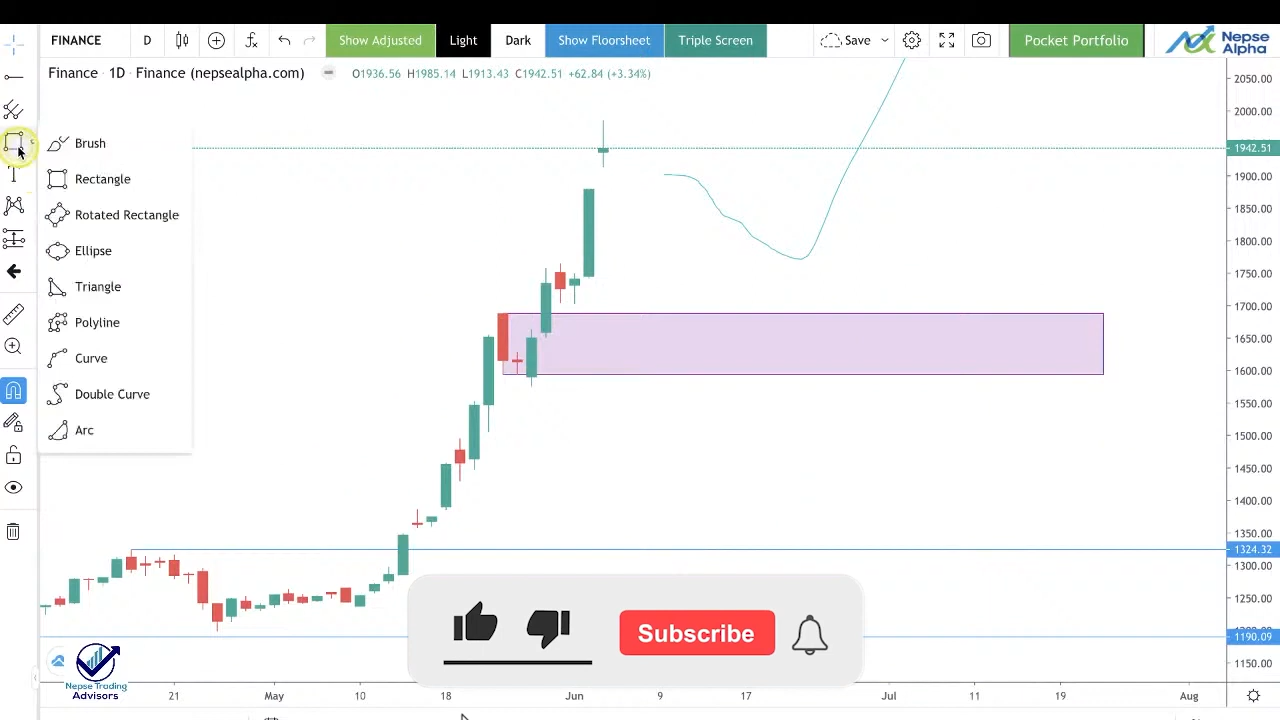 FINANCE D Show Adjusted Light Dark Show Floorsheet Triple Screen Save Pocket Portfolio Nepse Alpha
Finance · 1D · Finance (nepsealpha.com) O1936.56 H1985.14 L1913.43 C1942.51 +62.84 (+3.34%)
Brush
Rectangle
Rotated Rectangle
Ellipse
Triangle
Polyline
Curve
Double Curve
Arc
2050.00
2000.00
1942.51
1900.00
1850.00
1800.00
1750.00
1700.00
1650.00
1600.00
1550.00
1500.00
1450.00
1400.00
1350.00
1324.32
1300.00
1250.00
1190.09
1150.00
Subscribe
Nepse Trading
Advisors
21 May 10 18 Jun 9 17 Jul 11 19 Aug